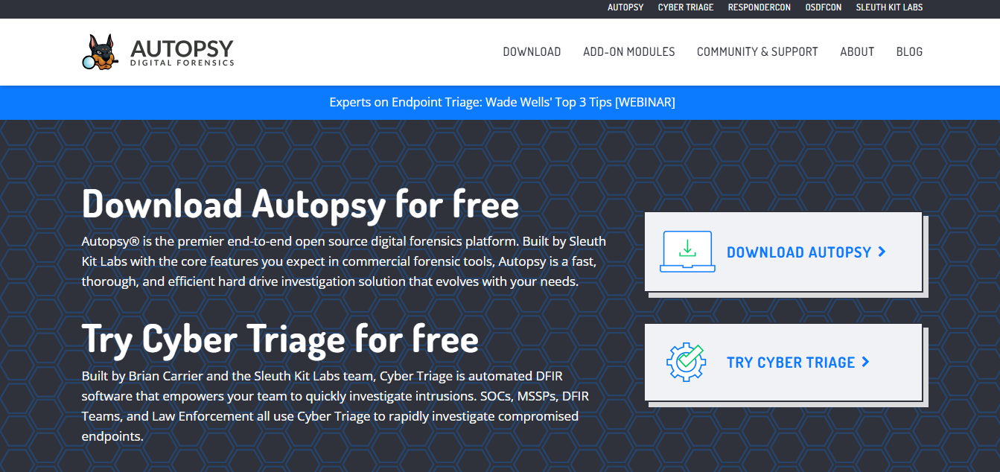 AUTOPSY CYBER TRIAGE RESPONDERCON OSDFCON SLEUTH KIT LABS
AUTOPSY
DIGITAL FORENSICS
DOWNLOAD ADD-ON MODULES COMMUNITY & SUPPORT ABOUT BLOG
Experts on Endpoint Triage: Wade Wells' Top 3 Tips [WEBINAR]
Download Autopsy for free
Autopsy® is the premier end-to-end open source digital forensics platform. Built by Sleuth
Kit Labs with the core features you expect in commercial forensic tools, Autopsy is a fast,
thorough, and efficient hard drive investigation solution that evolves with your needs.
DOWNLOAD AUTOPSY
Try Cyber Triage for free
Built by Brian Carrier and the Sleuth Kit Labs team, Cyber Triage is automated DFIR
software that empowers your team to quickly investigate intrusions. SOCs, MSSPs, DFIR
Teams, and Law Enforcement all use Cyber Triage to rapidly investigate compromised
endpoints.
TRY CYBER TRIAGE